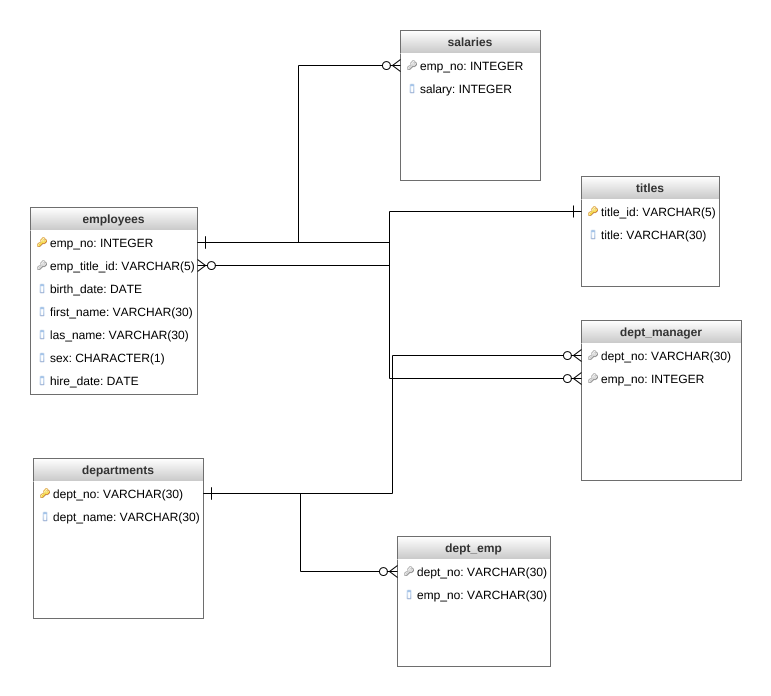 salaries
emp_no: INTEGER
salary: INTEGER
titles
title_id: VARCHAR(5)
title: VARCHAR(30)
employees
emp_no: INTEGER
emp_title_id: VARCHAR(5)
birth_date: DATE
first_name: VARCHAR(30)
las_name: VARCHAR(30)
sex: CHARACTER(1)
hire_date: DATE
dept_manager
dept_no: VARCHAR(30)
emp_no: INTEGER
departments
dept_no: VARCHAR(30)
dept_name: VARCHAR(30)
dept_emp
dept_no: VARCHAR(30)
emp_no: VARCHAR(30)